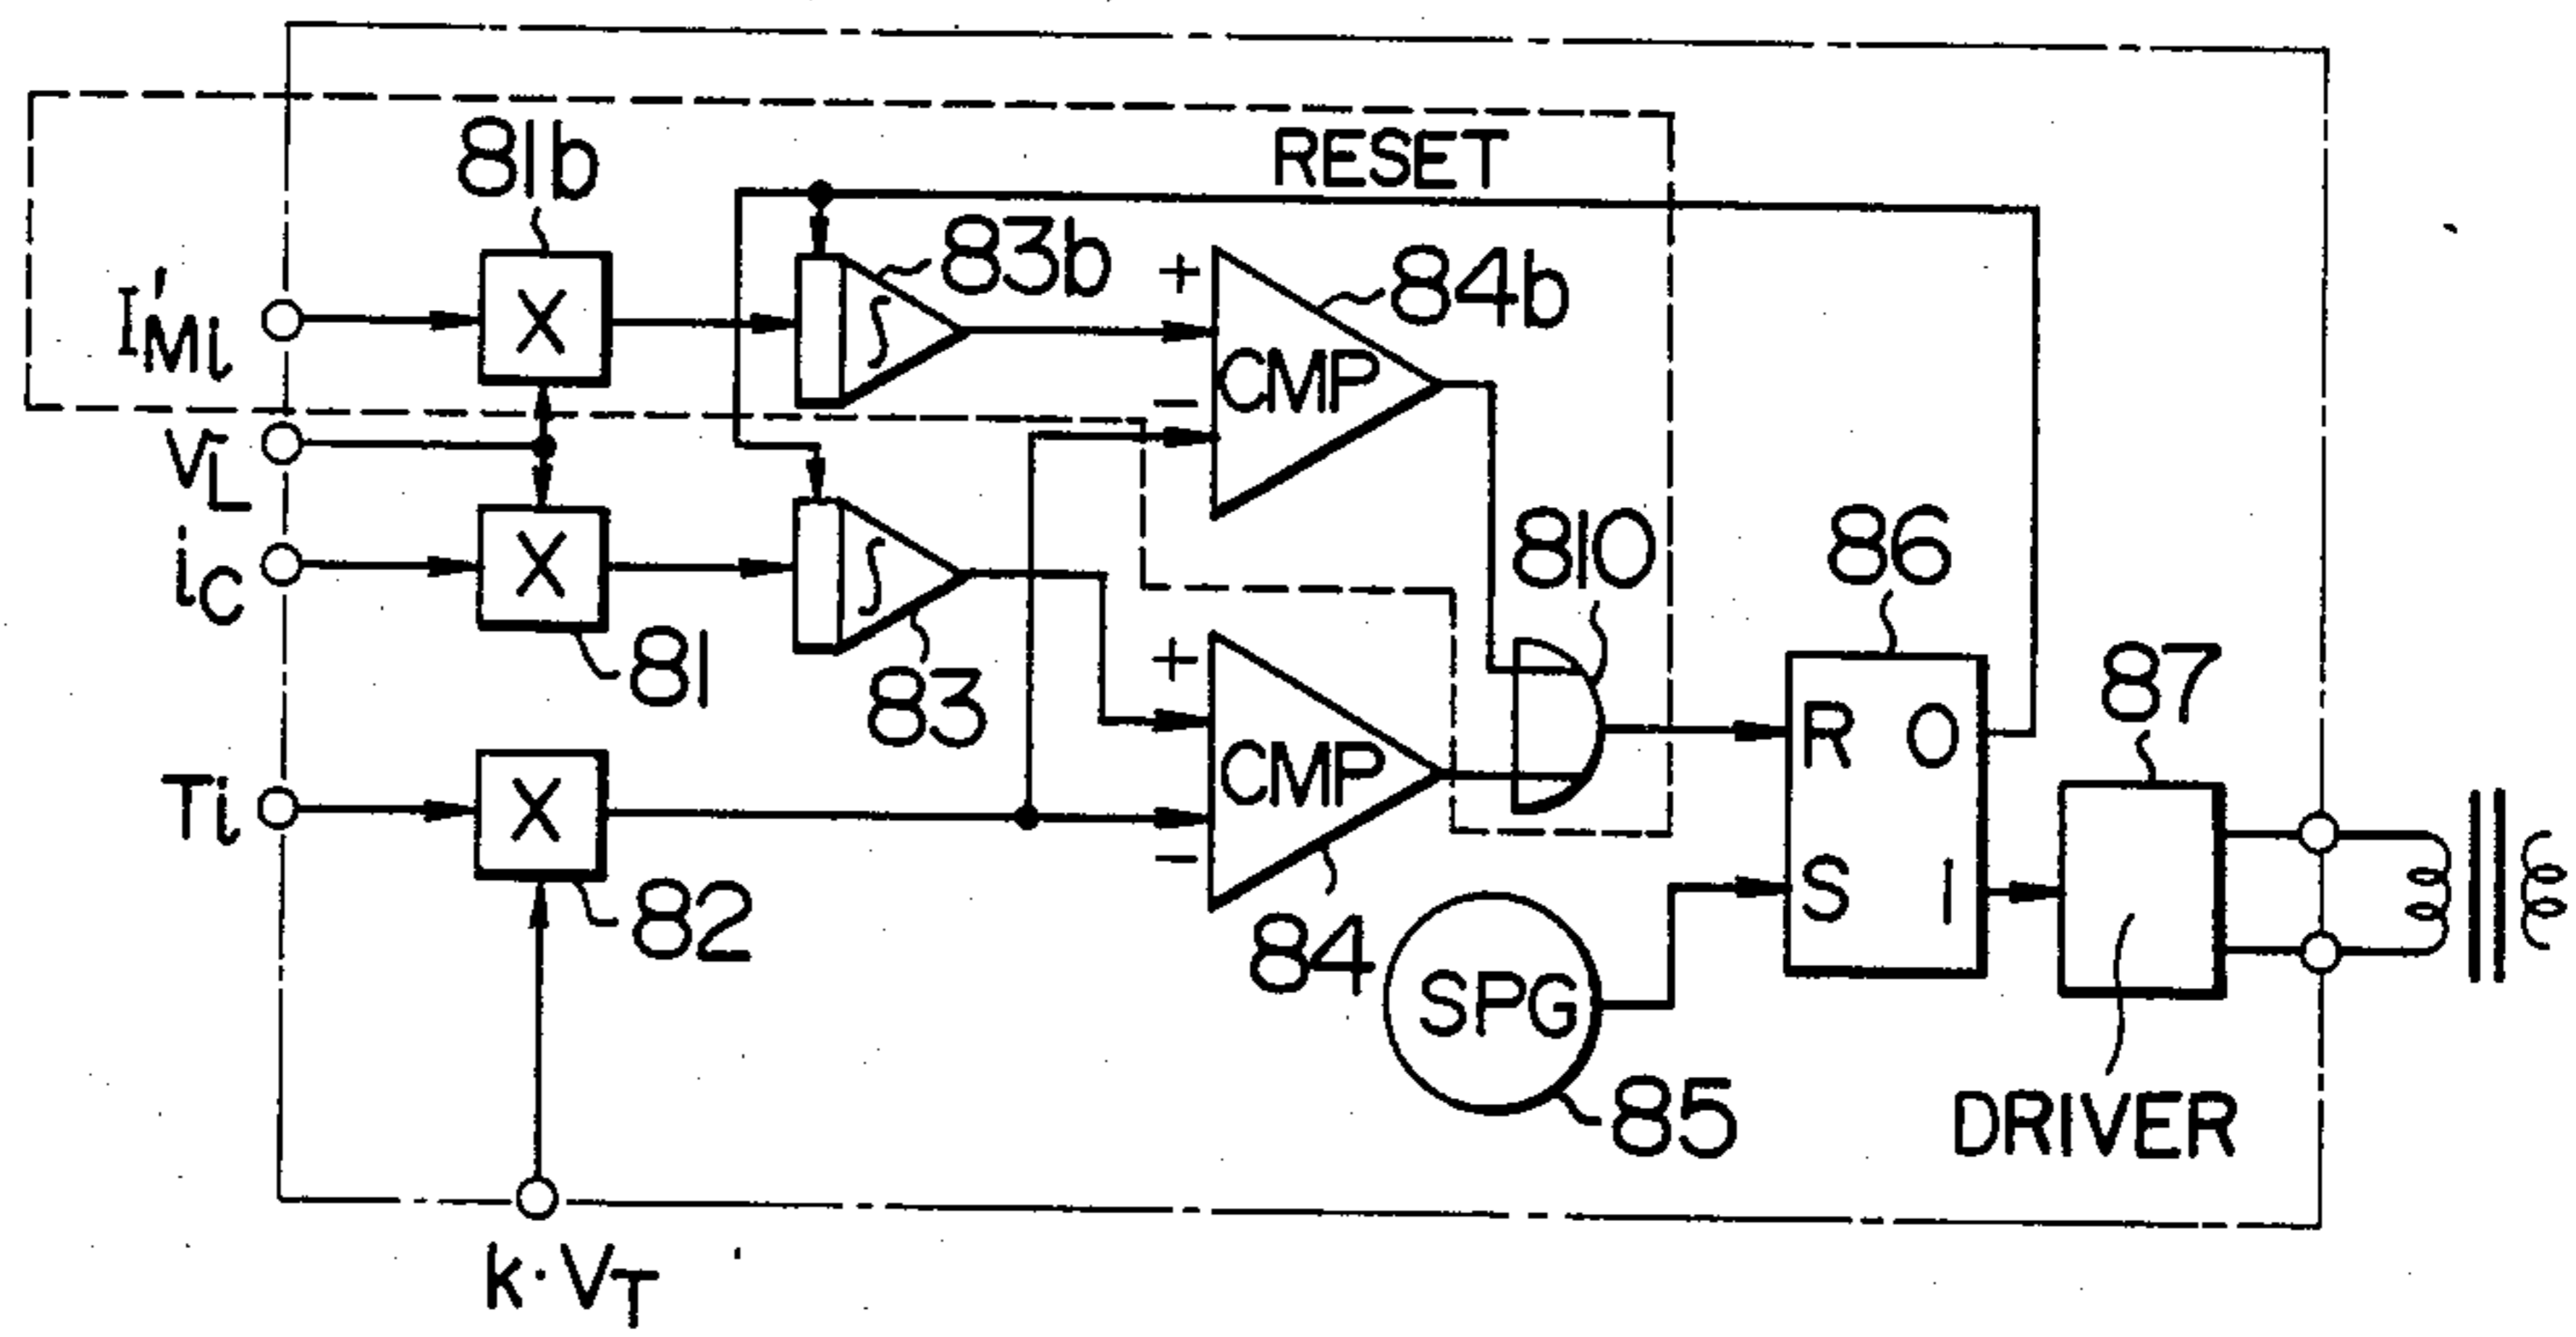 RESET
81b
83b
84b
I'Mi
X
∫
+
CMP
−
VL
iC
X
∫
81
83
810
86
+
CMP
−
R O
S 1
87
Ti
X
82
84
SPG
85
DRIVER
k·VT